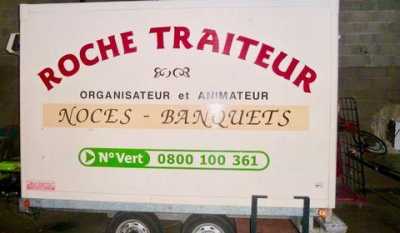 ROCHE TRAITEUR
ORGANISATEUR et ANIMATEUR
NOCES - BANQUETS
N° Vert 0800 100 361